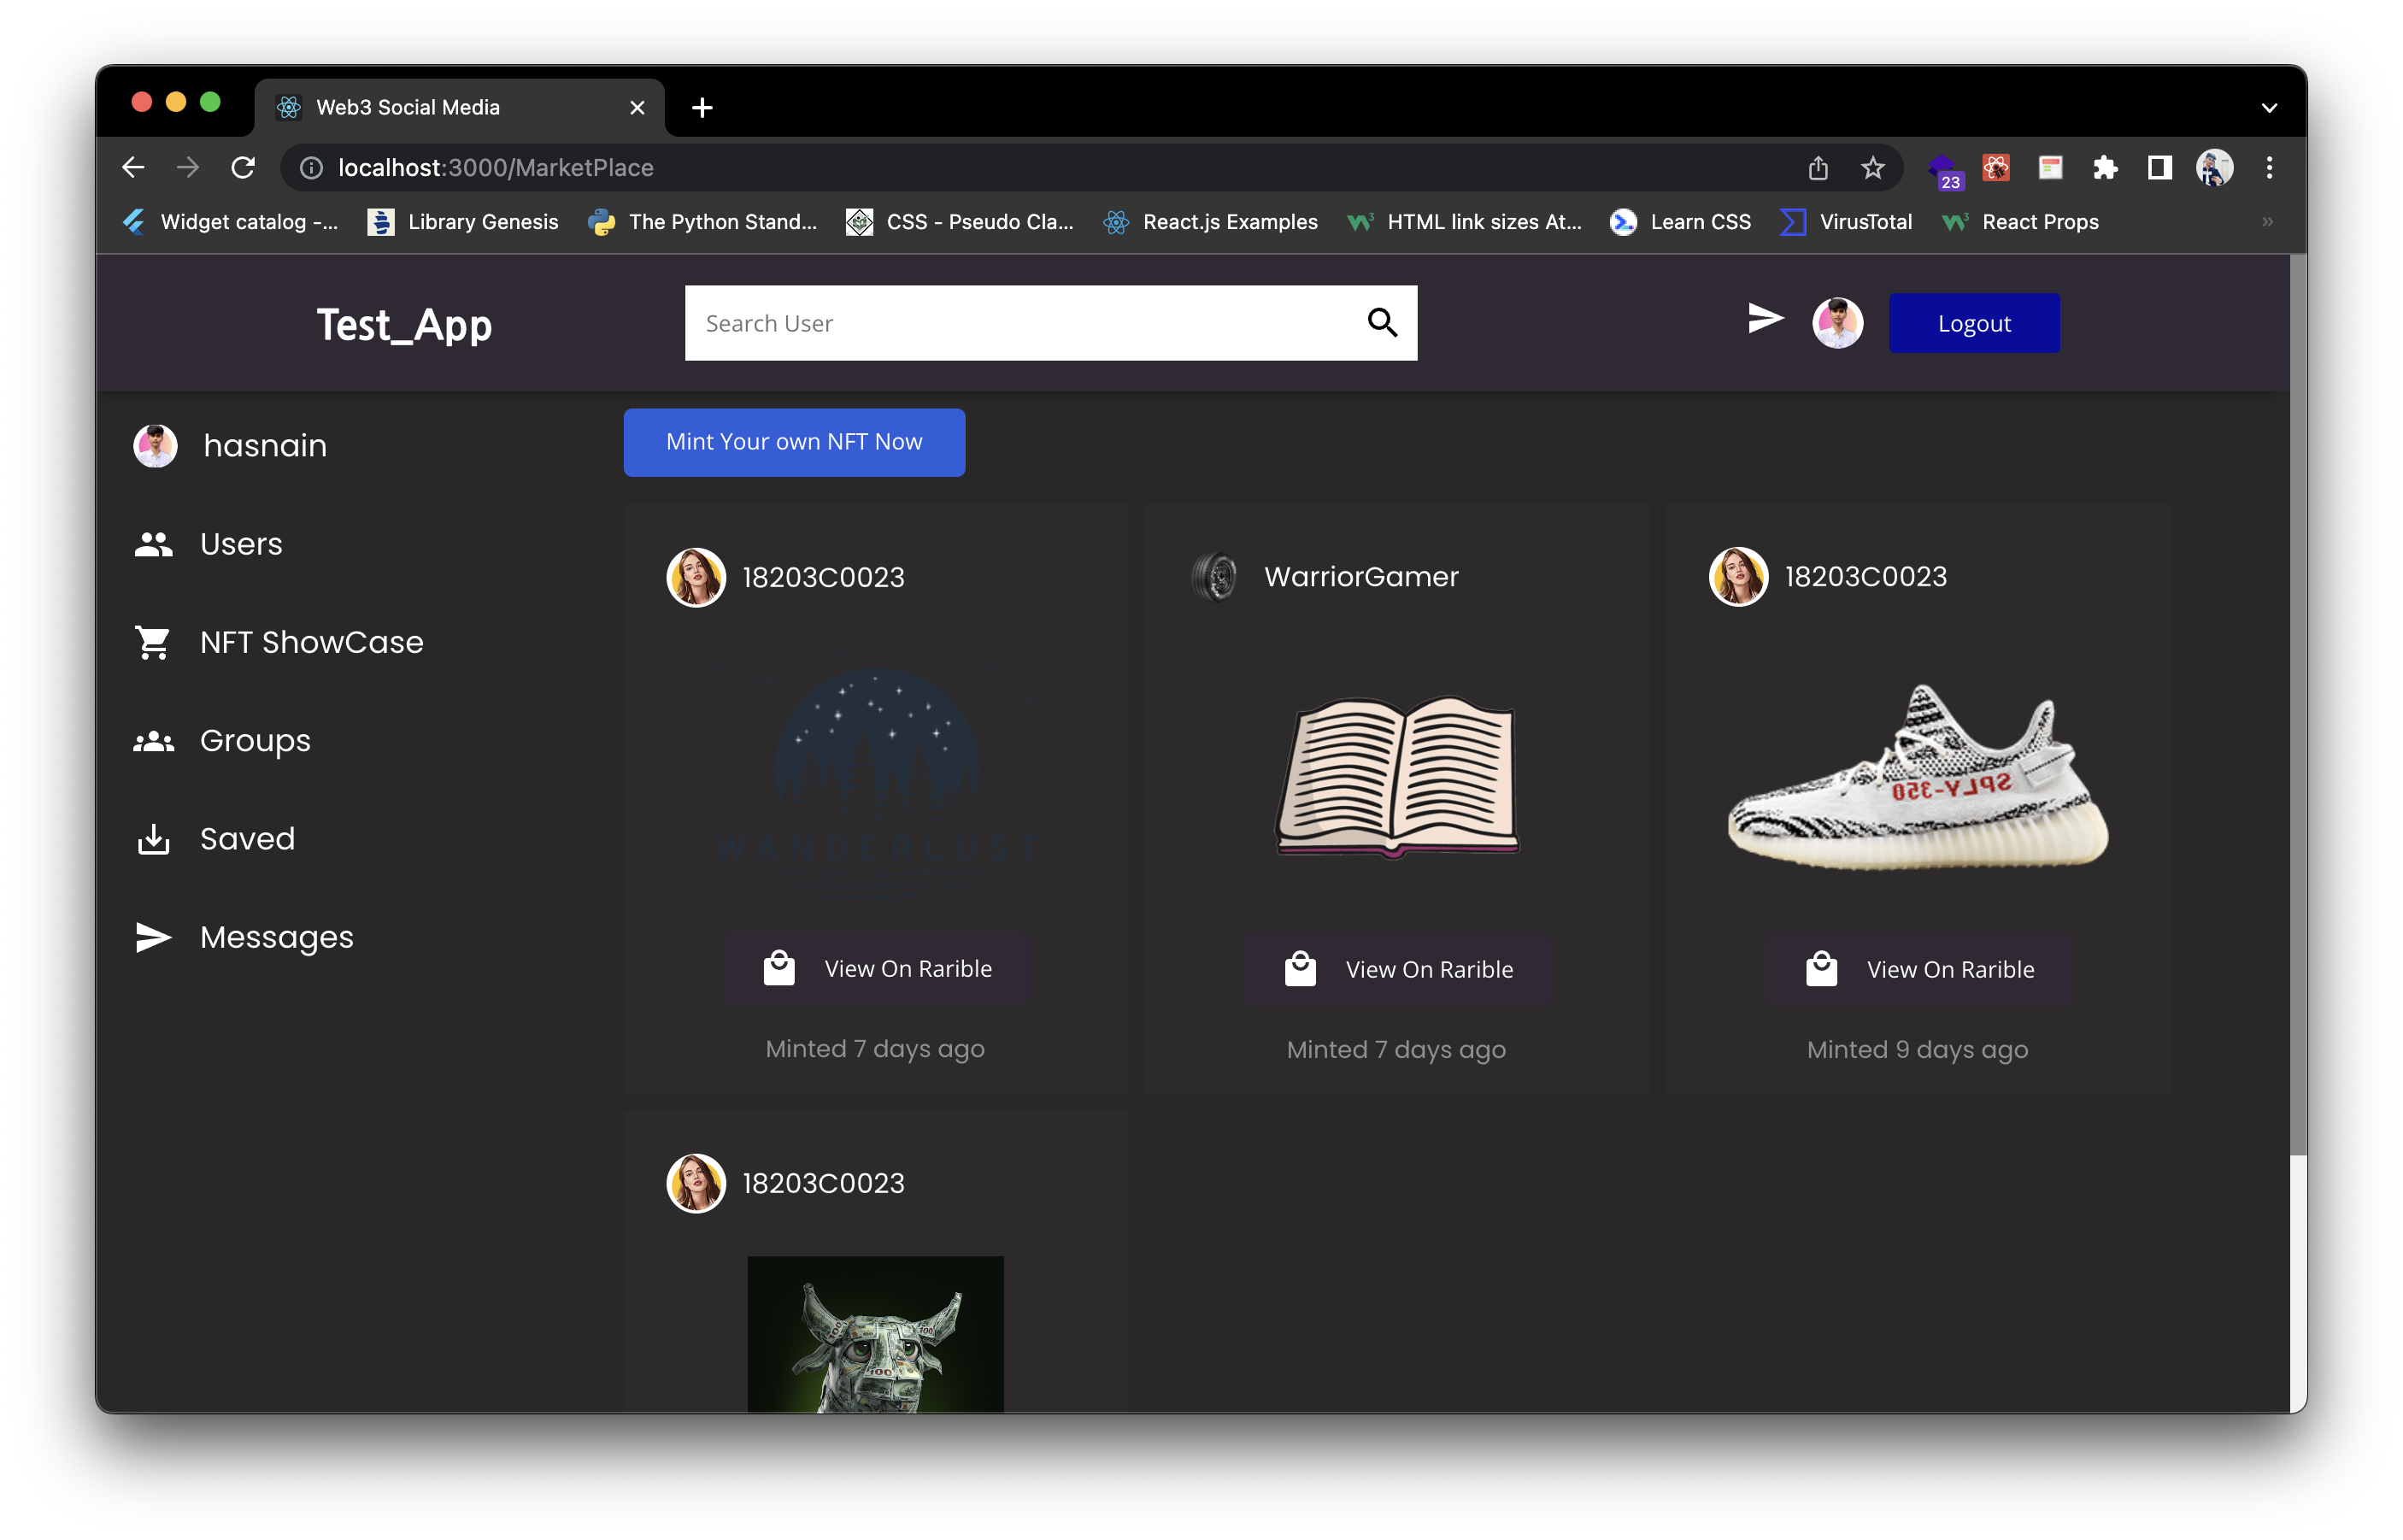 Web3 Social Media
localhost:3000/MarketPlace
23
Widget catalog -... Library Genesis The Python Stand... CSS - Pseudo Cla... React.js Examples HTML link sizes At... Learn CSS VirusTotal React Props »
Test_App
Search User
Logout
hasnain
Users
NFT ShowCase
Groups
Saved
Messages
Mint Your own NFT Now
18203C0023
WANDERLUST
View On Rarible
Minted 7 days ago
WarriorGamer
View On Rarible
Minted 7 days ago
18203C0023
SPLY-350
View On Rarible
Minted 9 days ago
18203C0023
100
100
100